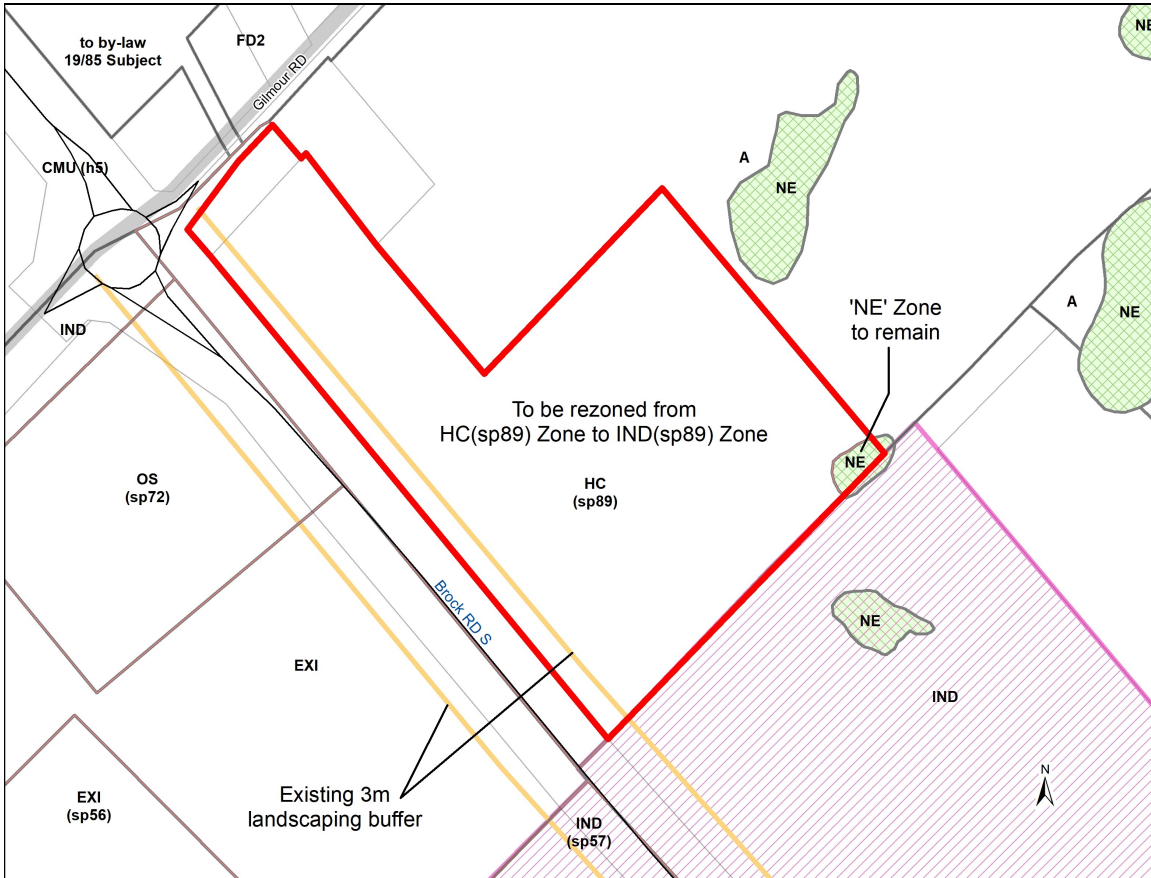 to by-law
19/85 Subject
FD2
NE
Gilmour RD
CMU (h5)
A
NE
'NE' Zone
to remain
A
NE
IND
To be rezoned from
HC(sp89) Zone to IND(sp89) Zone
NE
OS
(sp72)
HC
(sp89)
Brock RD S
NE
EXI
IND
N
Existing 3m
landscaping buffer
EXI
(sp56)
IND
(sp57)